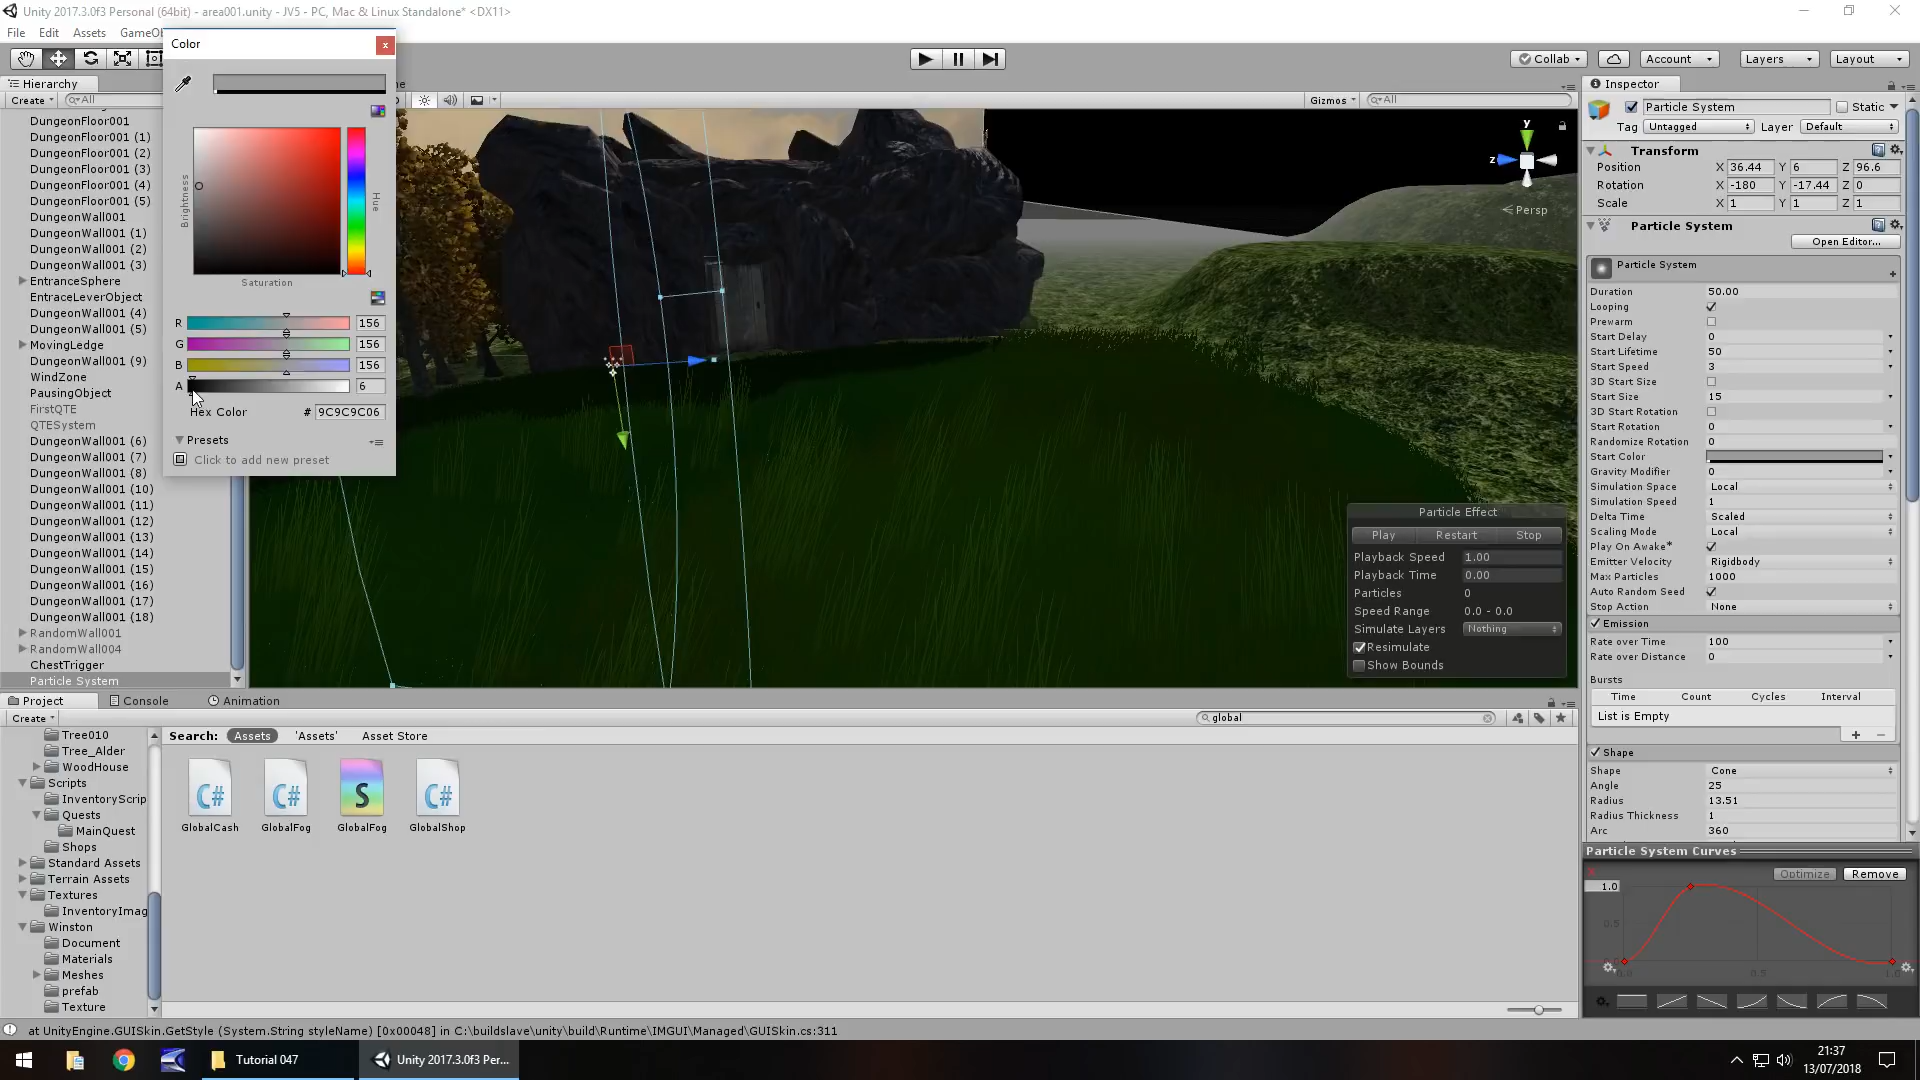 Unity 2017.3.0f3 Personal (64bit) - area001.unity - JV5 - PC, Mac & Linux Standalone* <DX11>
File Edit Assets GameOb
Color
Collab Account Layers Layout
Hierarchy
Create All
DungeonFloor001
DungeonFloor001 (1)
DungeonFloor001 (2)
DungeonFloor001 (3)
DungeonFloor001 (4)
DungeonFloor001 (5)
DungeonWall001
DungeonWall001 (1)
DungeonWall001 (2)
DungeonWall001 (3)
EntranceSphere
EntraceLeverObject
DungeonWall001 (4)
DungeonWall001 (5)
MovingLedge
DungeonWall001 (9)
WindZone
PausingObject
FirstQTE
QTESystem
DungeonWall001 (6)
DungeonWall001 (7)
DungeonWall001 (8)
DungeonWall001 (10)
DungeonWall001 (11)
DungeonWall001 (12)
DungeonWall001 (13)
DungeonWall001 (14)
DungeonWall001 (15)
DungeonWall001 (16)
DungeonWall001 (17)
DungeonWall001 (18)
RandomWall001
RandomWall004
ChestTrigger
Particle System
Brightness
Hue
Saturation
R 156
G 156
B 156
A 6
Hex Color # 9C9C9C06
Presets
Click to add new preset
Gizmos All
y
z
Persp
Particle Effect
Play Restart Stop
Playback Speed 1.00
Playback Time 0.00
Particles 0
Speed Range 0.0 - 0.0
Simulate Layers Nothing
Resimulate
Show Bounds
Inspector
Particle System Static
Tag Untagged Layer Default
Transform
Position X 36.44 Y 6 Z 96.6
Rotation X -180 Y -17.44 Z 0
Scale X 1 Y 1 Z 1
Particle System
Open Editor...
Particle System
Duration 50.00
Looping
Prewarm
Start Delay 0
Start Lifetime 50
Start Speed 3
3D Start Size
Start Size 15
3D Start Rotation
Start Rotation 0
Randomize Rotation 0
Start Color
Gravity Modifier 0
Simulation Space Local
Simulation Speed 1
Delta Time Scaled
Scaling Mode Local
Play On Awake*
Emitter Velocity Rigidbody
Max Particles 1000
Auto Random Seed
Stop Action None
Emission
Rate over Time 100
Rate over Distance 0
Bursts
Time Count Cycles Interval
List is Empty
Shape
Shape Cone
Angle 25
Radius 13.51
Radius Thickness 1
Arc 360
Particle System Curves
Optimize Remove
1.0
0.5
0.0 0.5 1.0
Project Console Animation
Create global
Tree010
Tree_Alder
WoodHouse
Scripts
InventoryScrip
Quests
MainQuest
Shops
Standard Assets
Terrain Assets
Textures
InventoryImag
Winston
Document
Materials
Meshes
prefab
Texture
Search: Assets 'Assets' Asset Store
C# C# S C#
GlobalCash GlobalFog GlobalFog GlobalShop
at UnityEngine.GUISkin.GetStyle (System.String styleName) [0x00048] in C:\buildslave\unity\build\Runtime\IMGUI\Managed\GUISkin.cs:311
Tutorial 047
Unity 2017.3.0f3 Per...
21:37
13/07/2018